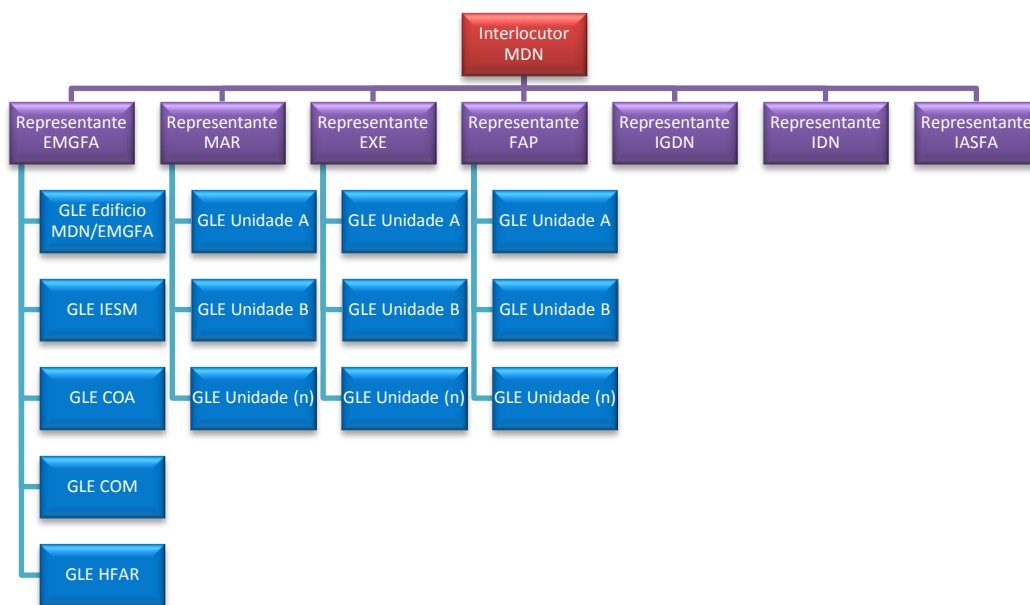 Interlocutor
MDN
Representante
EMGFA
Representante
MAR
Representante
EXE
Representante
FAP
Representante
IGDN
Representante
IDN
Representante
IASFA
GLE Edificio
MDN/EMGFA
GLE Unidade A
GLE Unidade A
GLE Unidade A
GLE IESM
GLE Unidade B
GLE Unidade B
GLE Unidade B
GLE COA
GLE Unidade (n)
GLE Unidade (n)
GLE Unidade (n)
GLE COM
GLE HFAR